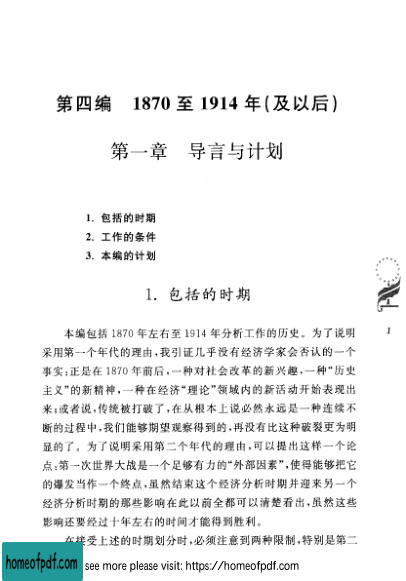 第四编 1870 至 1914 年(及以后)
第一章 导言与计划
1. 包括的时期
2. 工作的条件
3. 本编的计划
1. 包括的时期
本编包括 1870 年左右至 1914 年分析工作的历史。为了说明
采用第一个年代的理由,我引证几乎没有经济学家会否认的一个
事实:正是在 1870 年前后,一种对社会改革的新兴趣,一种“历史
主义”的新精神,一种在经济“理论”领域内的新活动开始表现出
来;或者说,传统被打破了,在从根本上说必然永远是一种连续不
断的过程中,我们能够期望观察得到的,再没有比这种破裂更为明
显的了。为了说明采用第二个年代的理由,可以提出这样一个论
点:第一次世界大战是一个足够有力的“外部因素”,使得能够把它
的爆发当作一个终点,虽然结束这个经济分析时期并迎来另一个
经济分析时期的那些影响在此以前全都可以清楚看出,虽然这些
影响还要经过十年左右的时间才能得到胜利。
在接受上述的时期划分时,必须注意到两种限制,特别是第二
1
homeofpdf.com
see more please visit: https://homeofpdf.com
homeofpdf.com